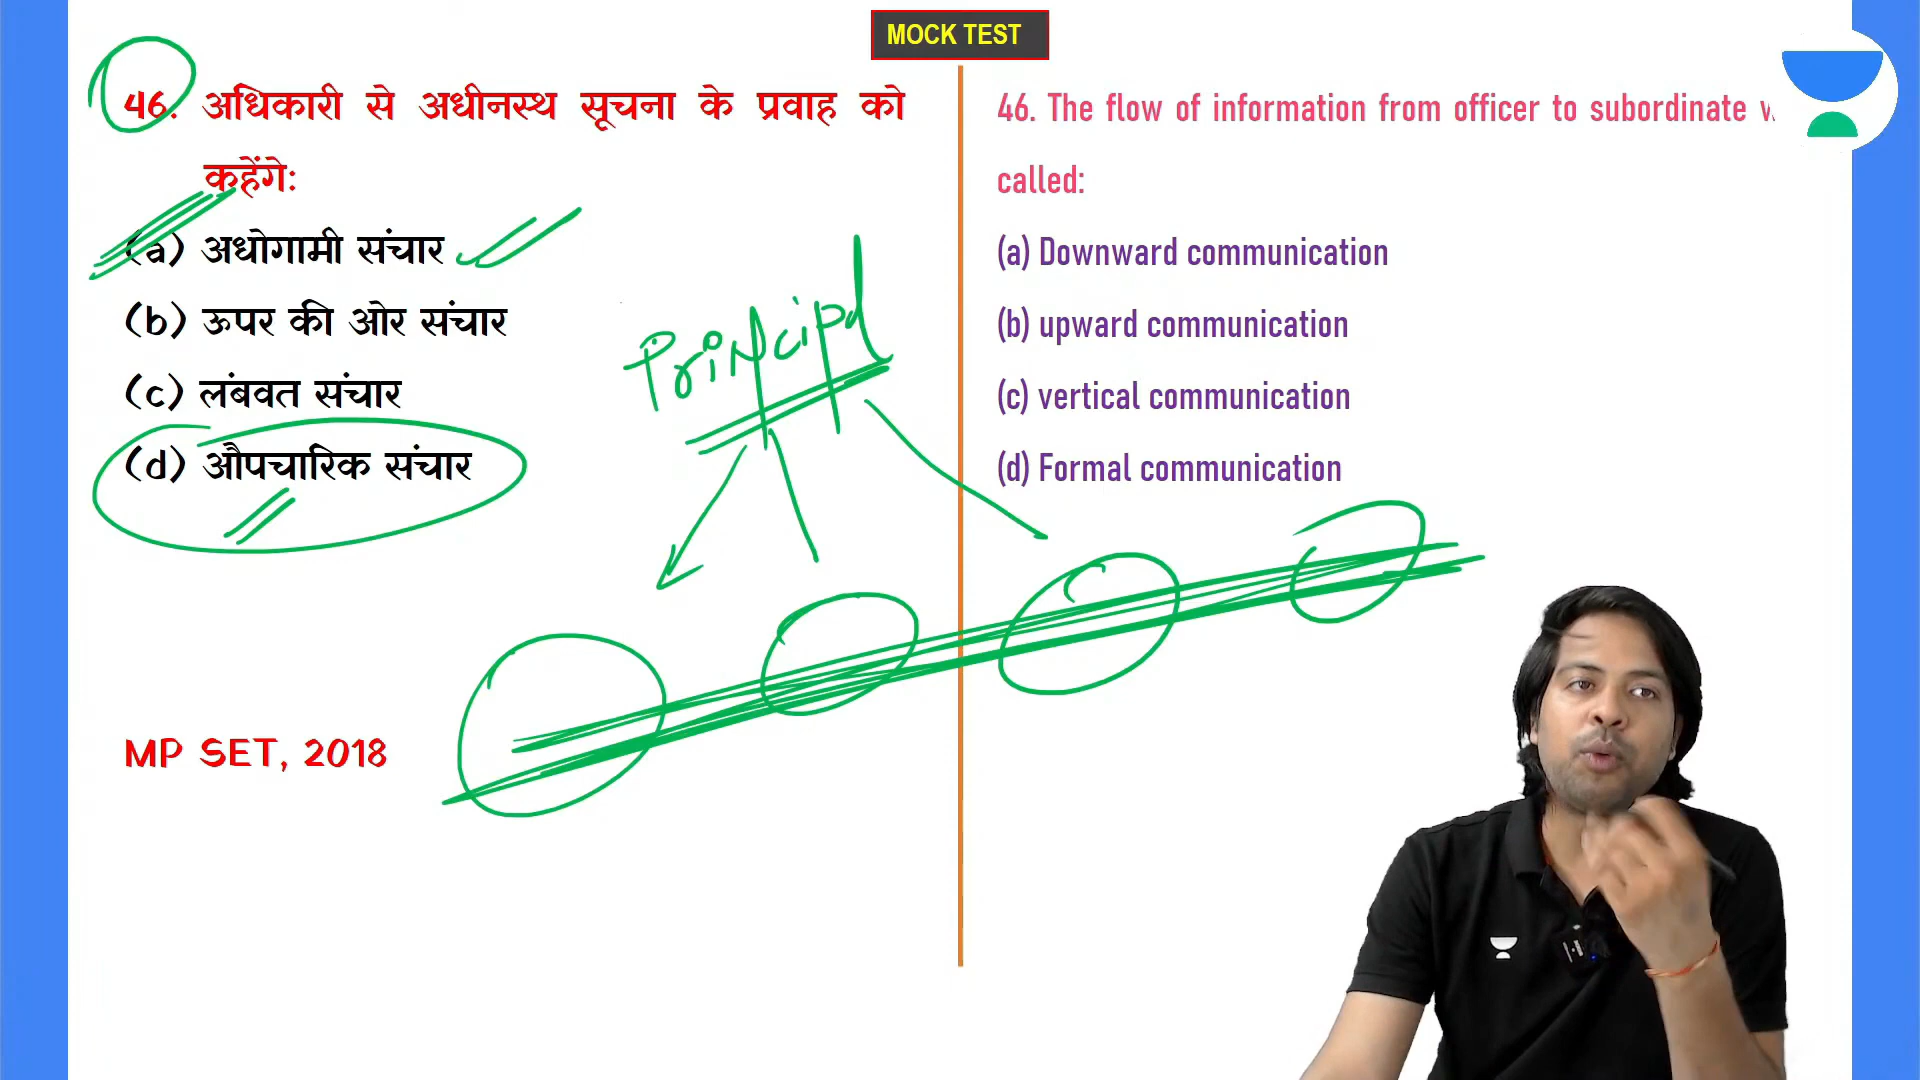 MOCK TEST
46. अधिकारी से अधीनस्थ सूचना के प्रवाह को
कहेंगे:
(a) अधोगामी संचार
(b) ऊपर की ओर संचार
(c) लंबवत संचार
(d) औपचारिक संचार
MP SET, 2018
46. The flow of information from officer to subordinate
called:
(a) Downward communication
(b) upward communication
(c) vertical communication
(d) Formal communication
Principal